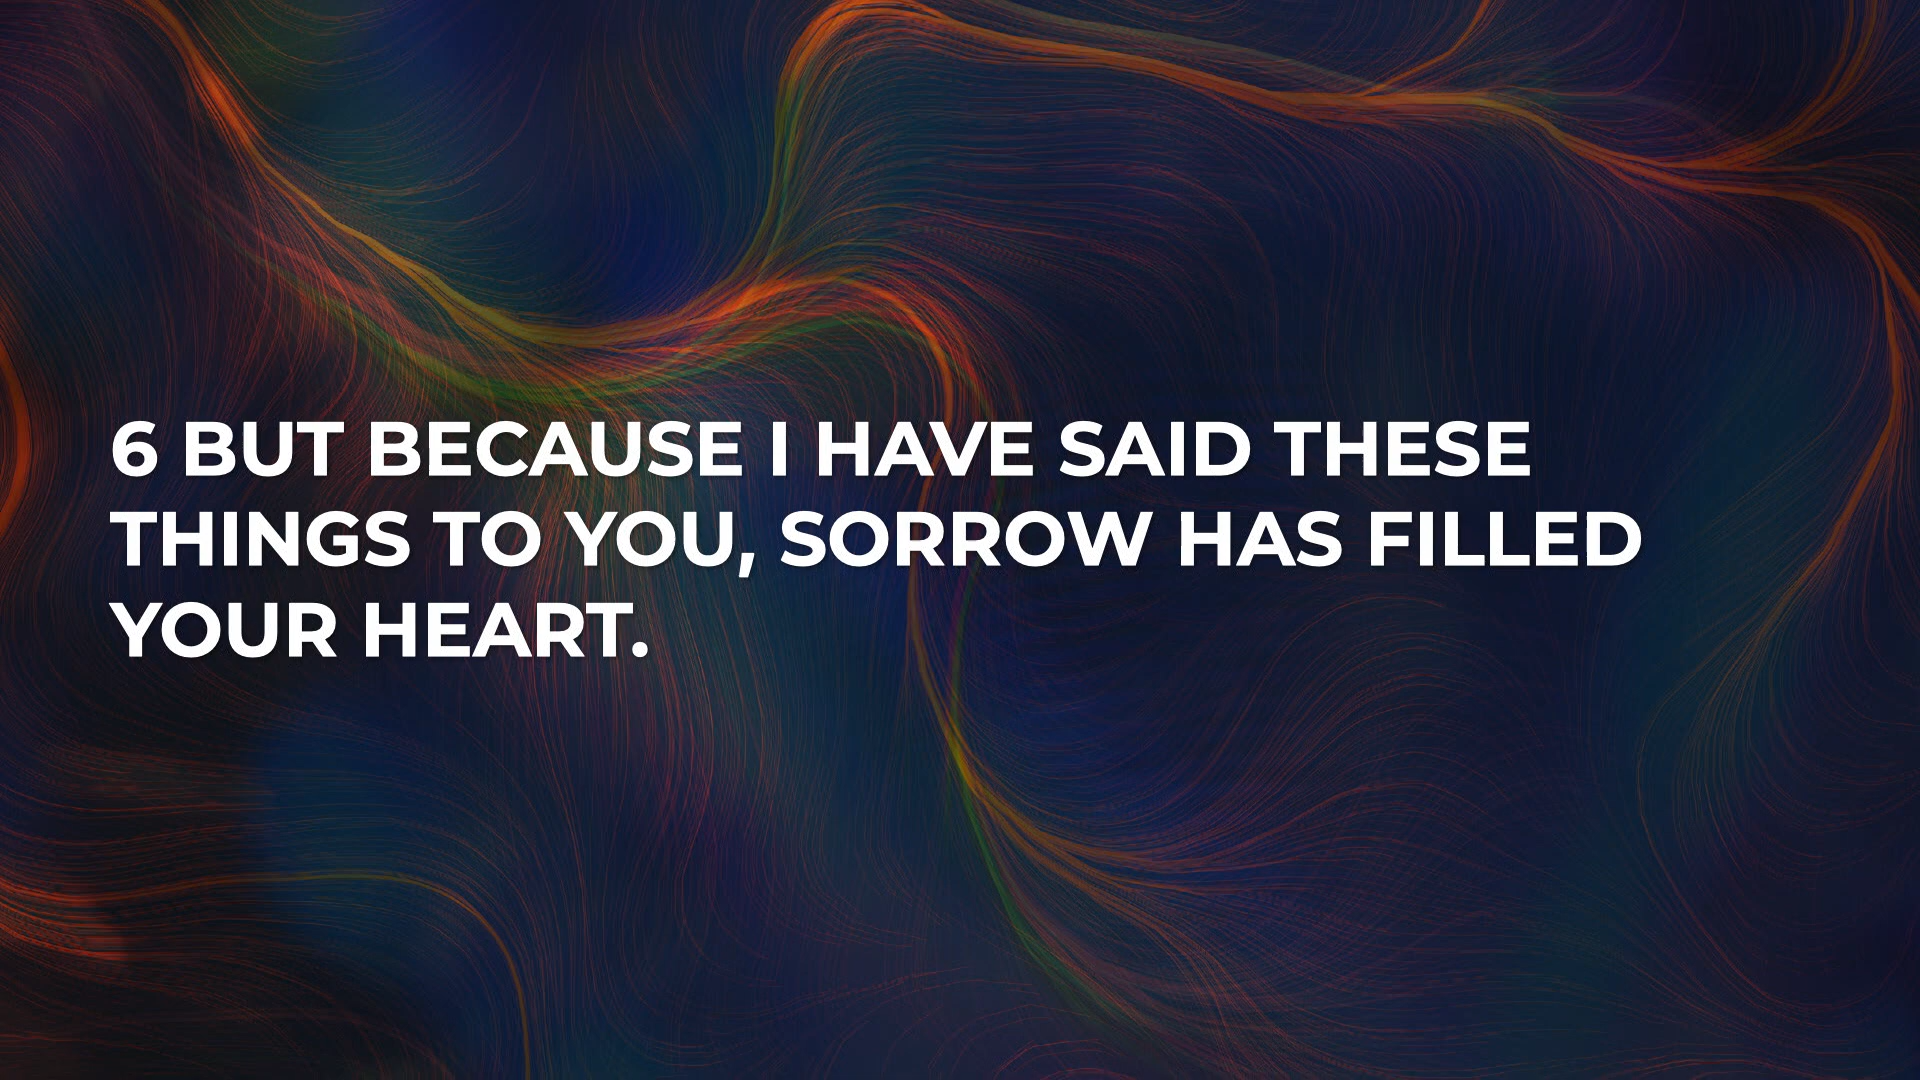 6 BUT BECAUSE I HAVE SAID THESE
THINGS TO YOU, SORROW HAS FILLED
YOUR HEART.